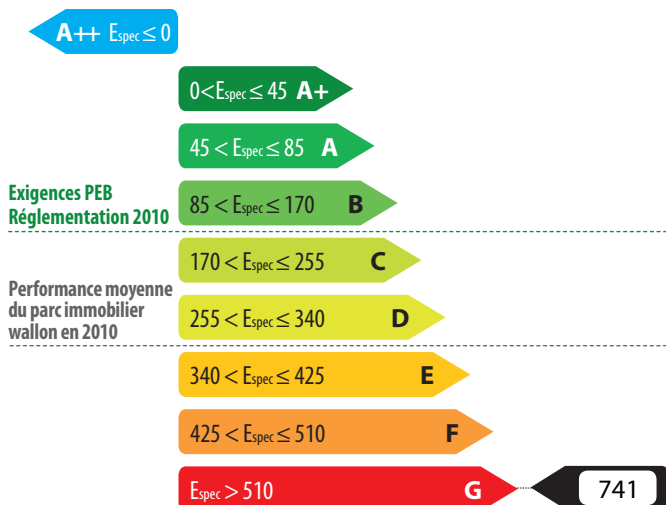 A++ Espec ≤ 0
0<Espec ≤ 45 A+
45 < Espec ≤ 85 A
Exigences PEB
Réglementation 2010
85 < Espec ≤ 170 B
170 < Espec ≤ 255 C
Performance moyenne
du parc immobilier
wallon en 2010
255 < Espec ≤ 340 D
340 < Espec ≤ 425 E
425 < Espec ≤ 510 F
Espec > 510 G 741